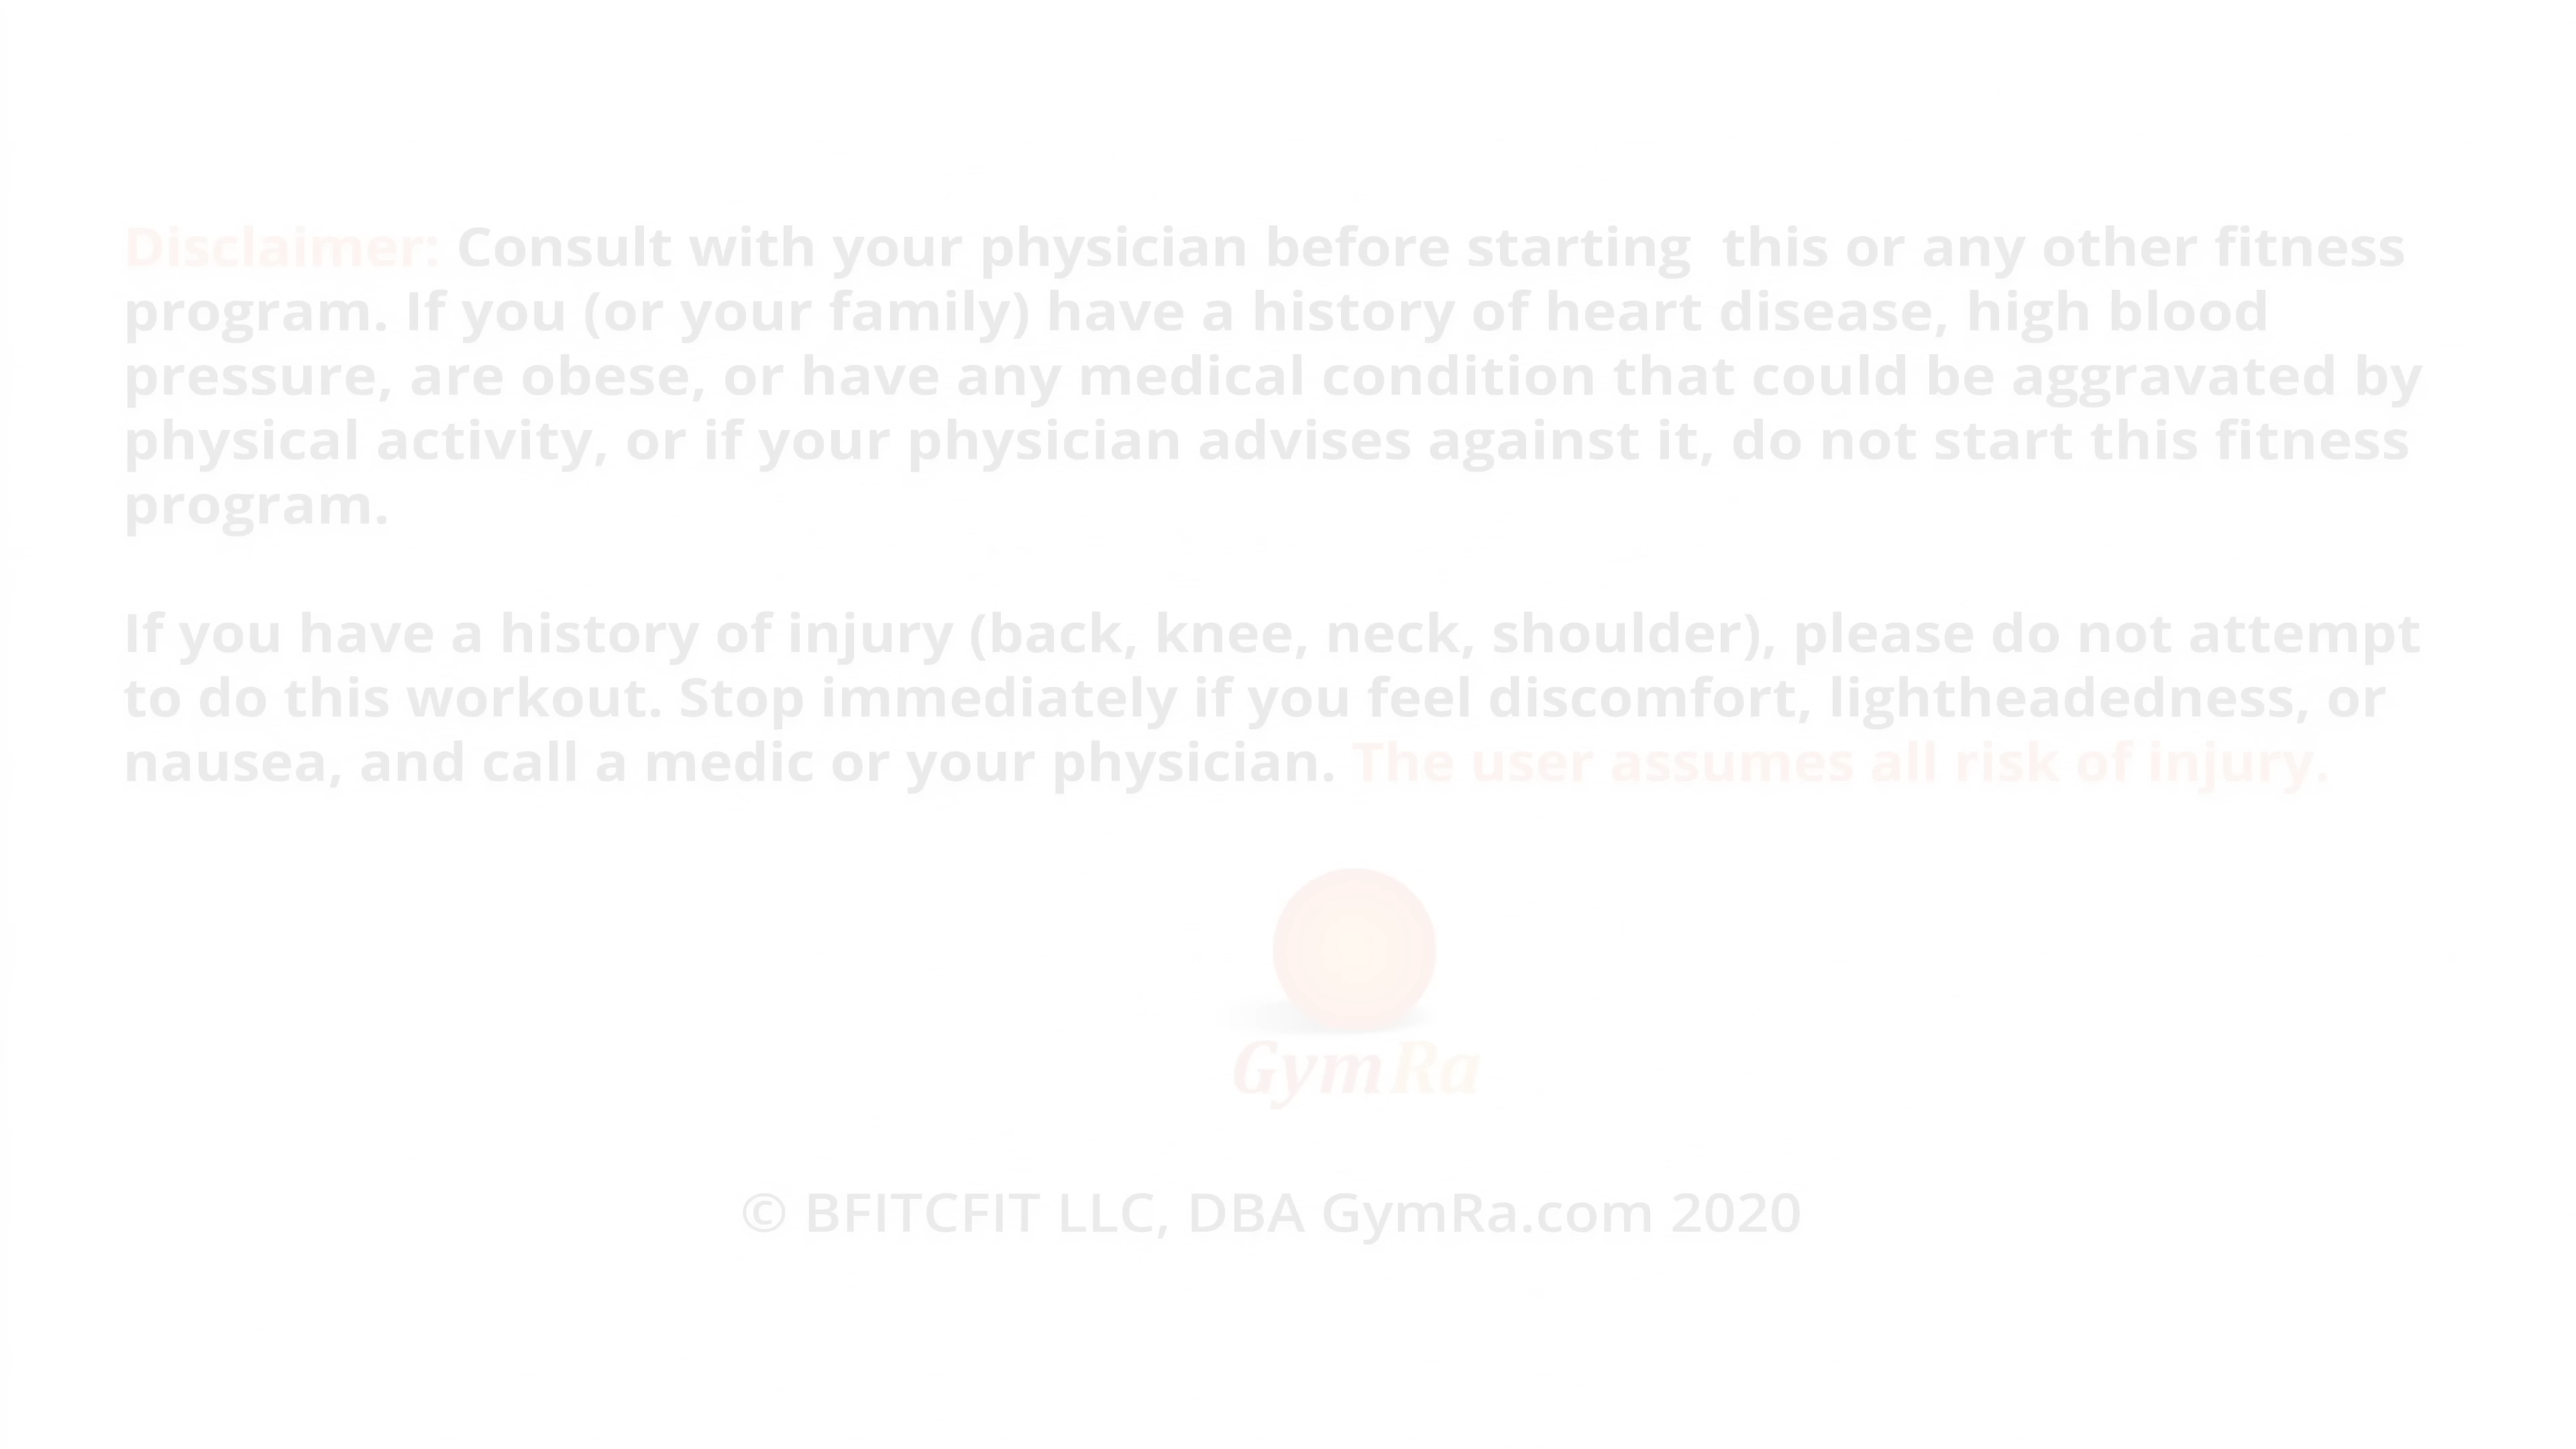 Disclaimer: Consult with your physician before starting  this or any other fitness
program. If you (or your family) have a history of heart disease, high blood
pressure, are obese, or have any medical condition that could be aggravated by
physical activity, or if your physician advises against it, do not start this fitness
program.
If you have a history of injury (back, knee, neck, shoulder), please do not attempt
to do this workout. Stop immediately if you feel discomfort, lightheadedness, or
nausea, and call a medic or your physician. The user assumes all risk of injury.
GymRa
© BFITCFIT LLC, DBA GymRa.com 2020